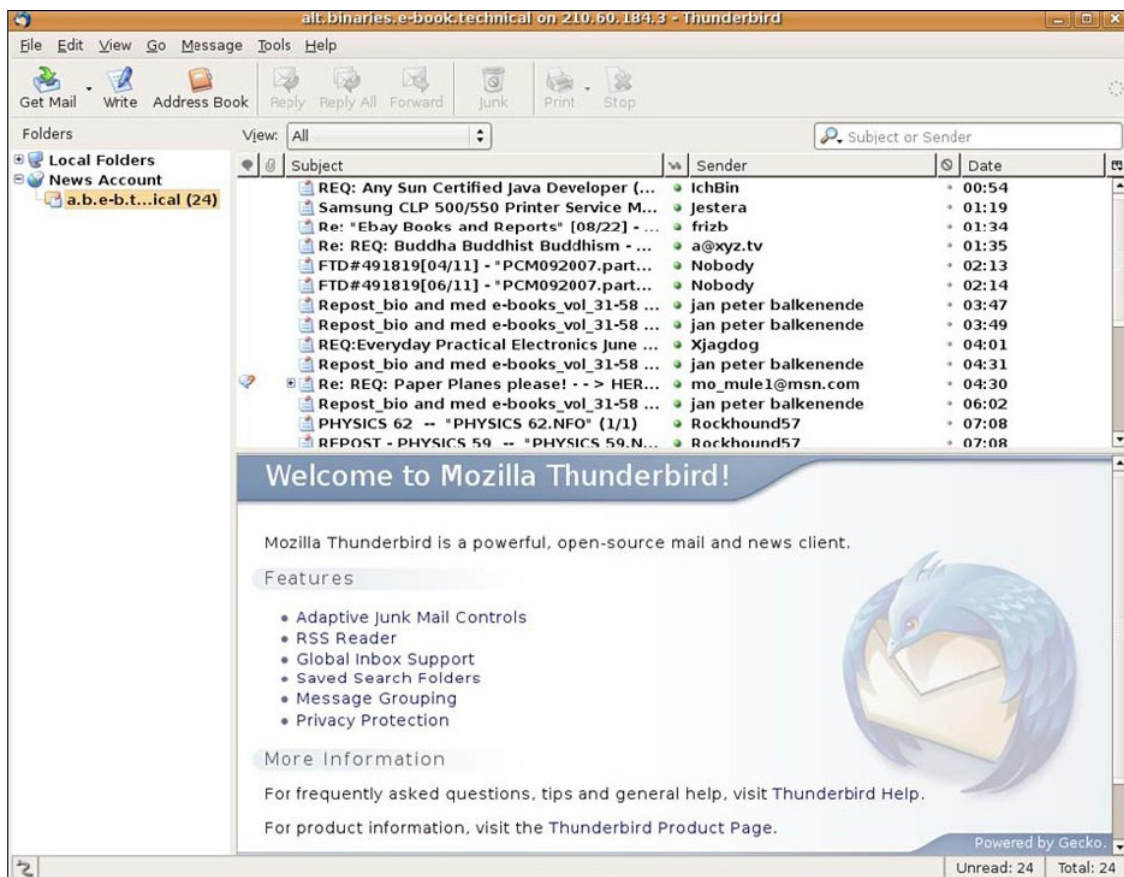 alt.binaries.e-book.technical on 210.60.184.3 - Thunderbird
File Edit View Go Message Tools Help
Get Mail Write Address Book Reply Reply All Forward Junk Print Stop
Folders
View: All
Subject or Sender
Local Folders
News Account
a.b.e-b.t...ical (24)
Subject Sender Date
REQ: Any Sun Certified Java Developer (... IchBin 00:54
Samsung CLP 500/550 Printer Service M... Jestera 01:19
Re: "Ebay Books and Reports" [08/22] - ... frizb 01:34
Re: REQ: Buddha Buddhist Buddhism - ... a@xyz.tv 01:35
FTD#491819[04/11] - "PCM092007.part... Nobody 02:13
FTD#491819[06/11] - "PCM092007.part... Nobody 02:14
Repost_bio and med e-books_vol_31-58 ... jan peter balkenende 03:47
Repost_bio and med e-books_vol_31-58 ... jan peter balkenende 03:49
REQ:Everyday Practical Electronics June ... Xjagdog 04:01
Repost_bio and med e-books_vol_31-58 ... jan peter balkenende 04:31
Re: REQ: Paper Planes please! - - > HER... mo_mule1@msn.com 04:30
Repost_bio and med e-books_vol_31-58 ... jan peter balkenende 06:02
PHYSICS 62 -- "PHYSICS 62.NFO" (1/1) Rockhound57 07:08
REPOST - PHYSICS 59 -- "PHYSICS 59.N... Rockhound57 07:08
Welcome to Mozilla Thunderbird!
Mozilla Thunderbird is a powerful, open-source mail and news client.
Features
Adaptive Junk Mail Controls
RSS Reader
Global Inbox Support
Saved Search Folders
Message Grouping
Privacy Protection
More Information
For frequently asked questions, tips and general help, visit Thunderbird Help.
For product information, visit the Thunderbird Product Page.
Powered by Gecko.
Unread: 24 Total: 24